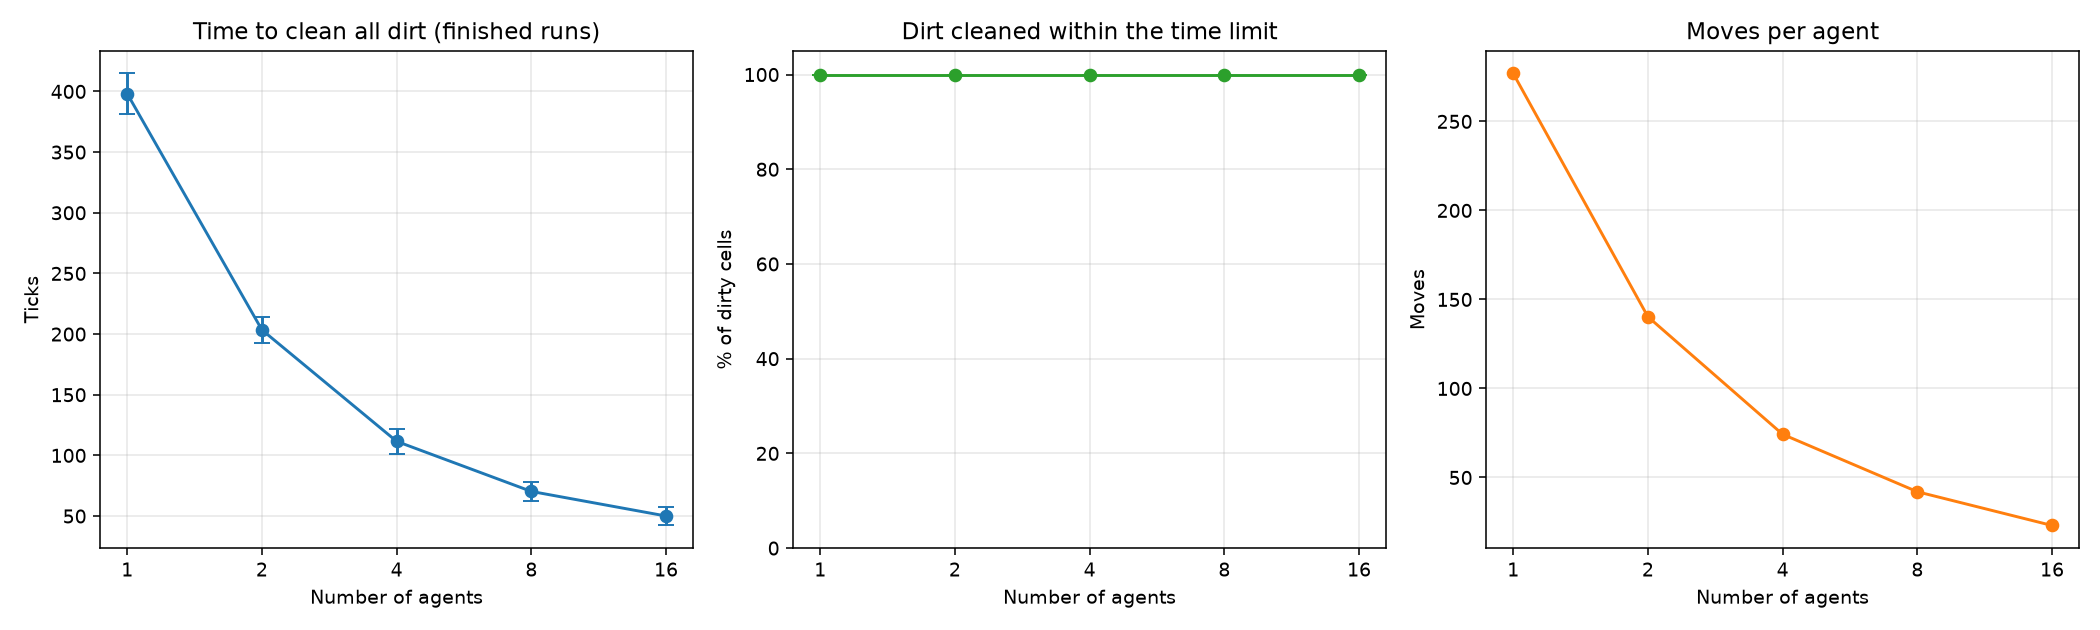 Time to clean all dirt (finished runs)
Ticks
400
350
300
250
200
150
100
50
1 2 4 8 16
Number of agents
Dirt cleaned within the time limit
% of dirty cells
100
80
60
40
20
0
1 2 4 8 16
Number of agents
Moves per agent
Moves
250
200
150
100
50
1 2 4 8 16
Number of agents